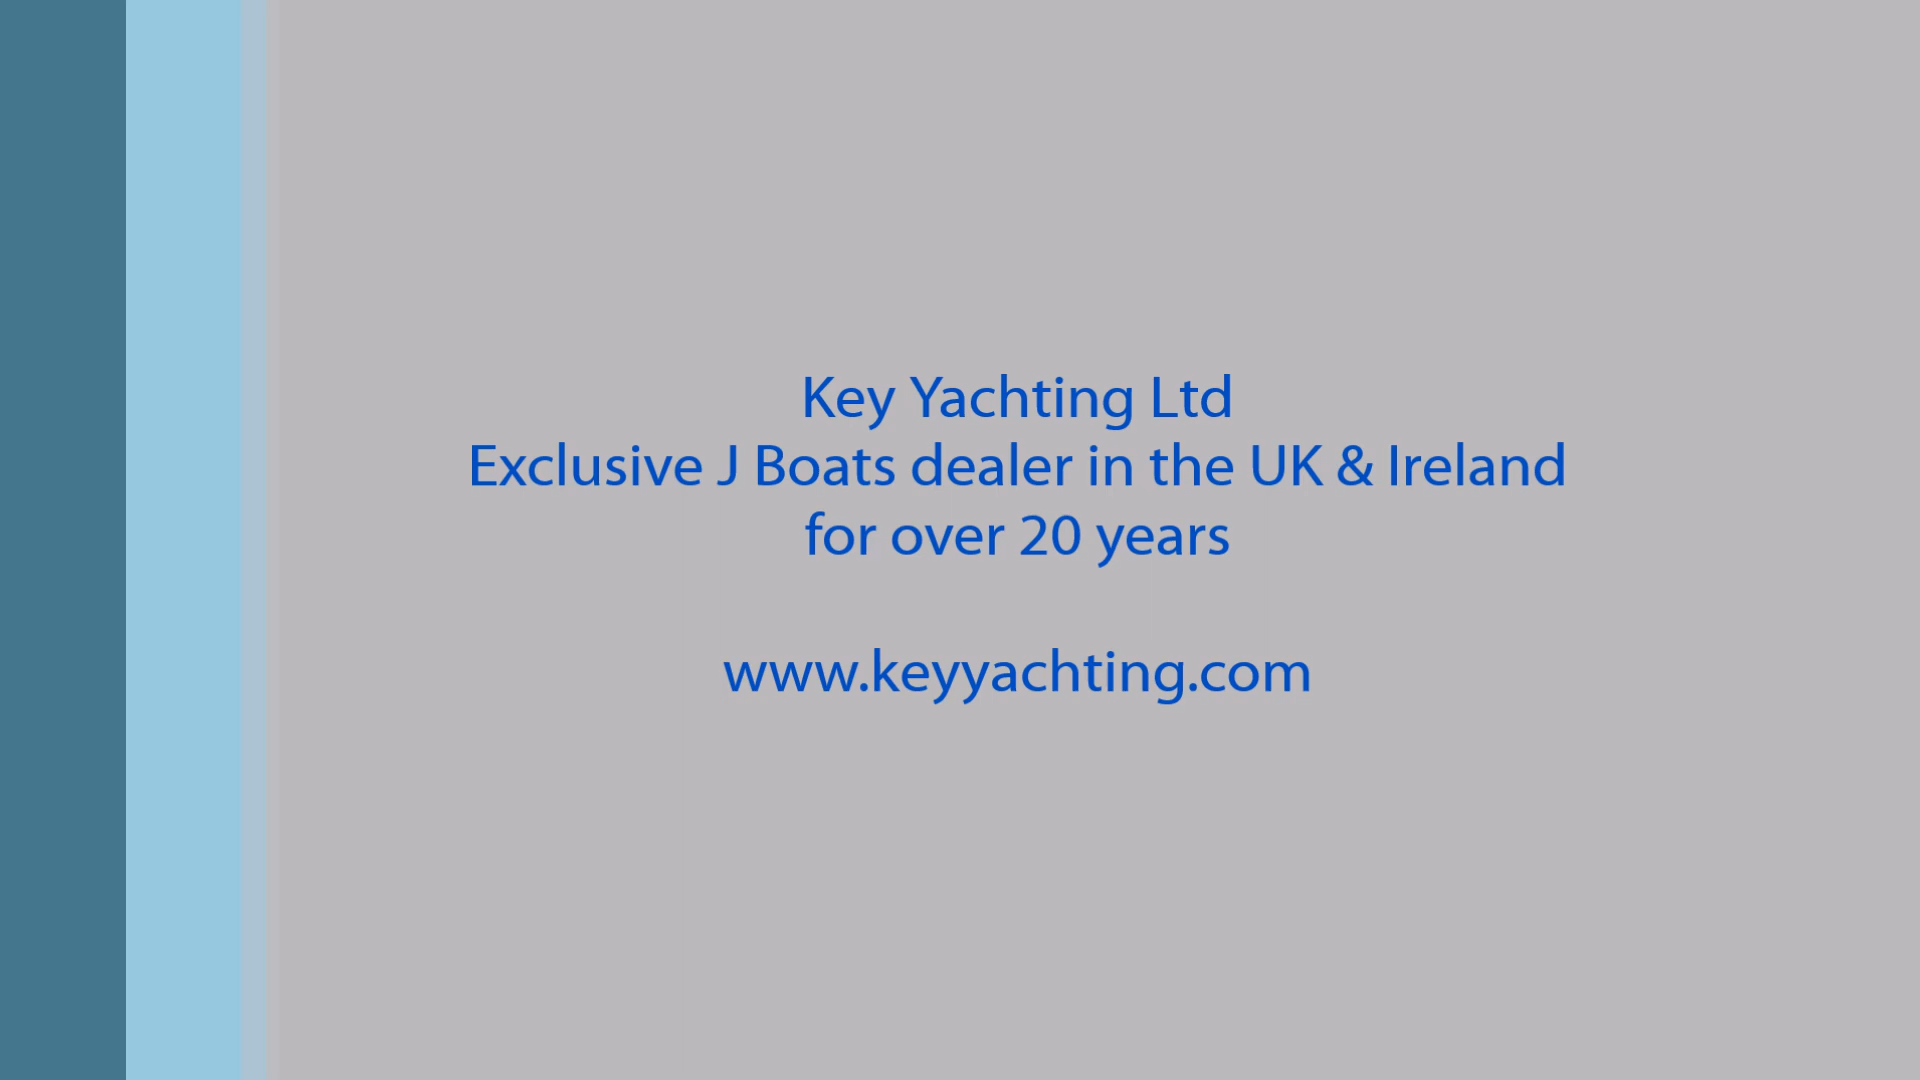 Key Yachting Ltd
Exclusive J Boats dealer in the UK & Ireland
for over 20 years
www.keyyachting.com